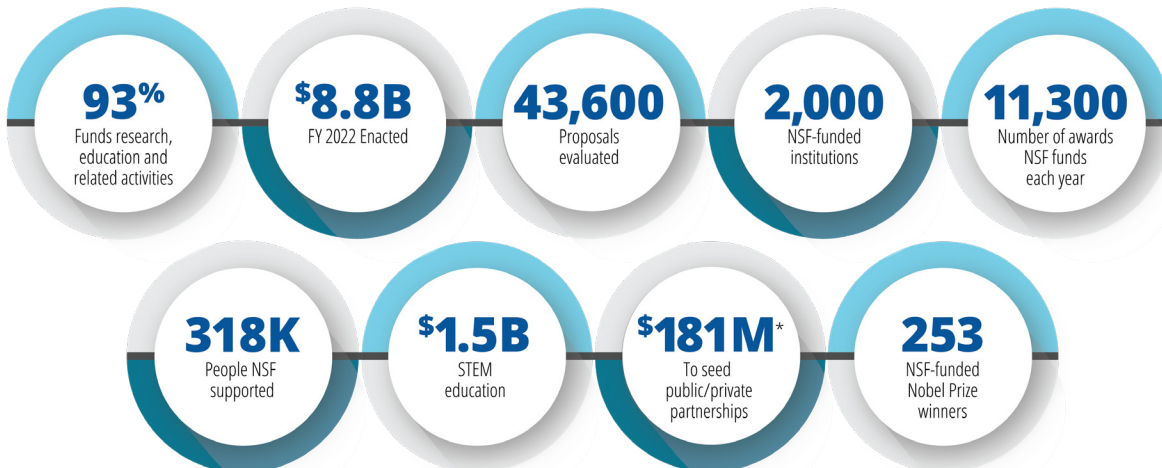 93%
Funds research,
education and
related activities
$8.8B
FY 2022 Enacted
43,600
Proposals
evaluated
2,000
NSF-funded
institutions
11,300
Number of awards
NSF funds
each year
318K
People NSF
supported
$1.5B
STEM
education
$181M*
To seed
public/private
partnerships
253
NSF-funded
Nobel Prize
winners